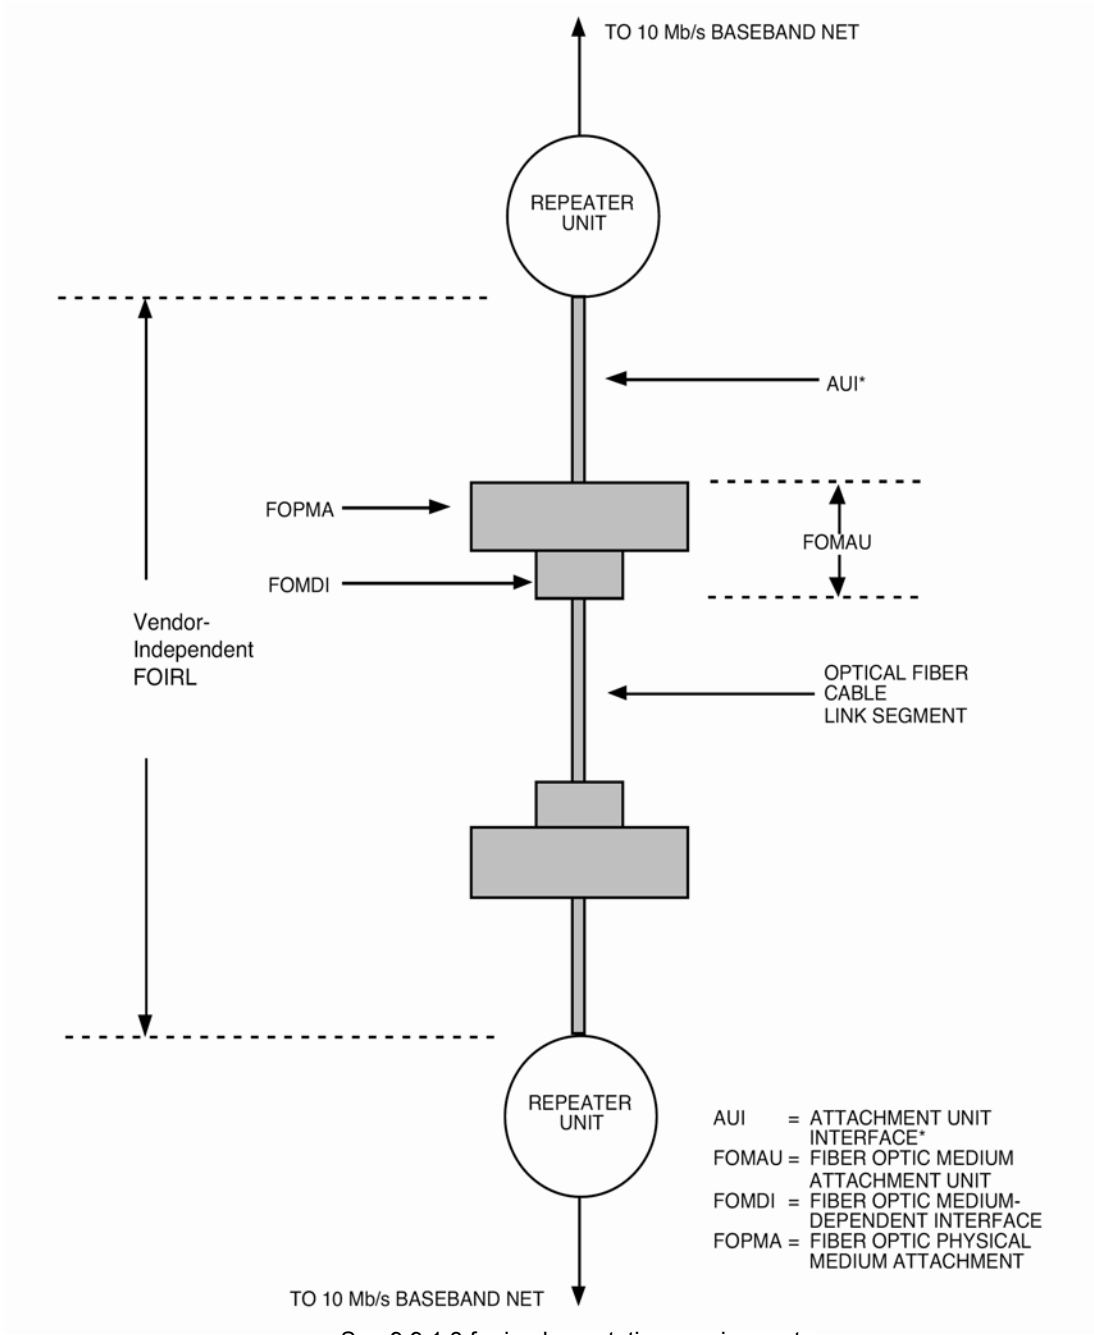 TO 10 Mb/s BASEBAND NET
REPEATER
UNIT
AUI*
FOPMA
FOMAU
FOMDI
Vendor-
Independent
FOIRL
OPTICAL FIBER
CABLE
LINK SEGMENT
REPEATER
UNIT
AUI = ATTACHMENT UNIT
INTERFACE*
FOMAU = FIBER OPTIC MEDIUM
ATTACHMENT UNIT
FOMDI = FIBER OPTIC MEDIUM-
DEPENDENT INTERFACE
FOPMA = FIBER OPTIC PHYSICAL
MEDIUM ATTACHMENT
TO 10 Mb/s BASEBAND NET